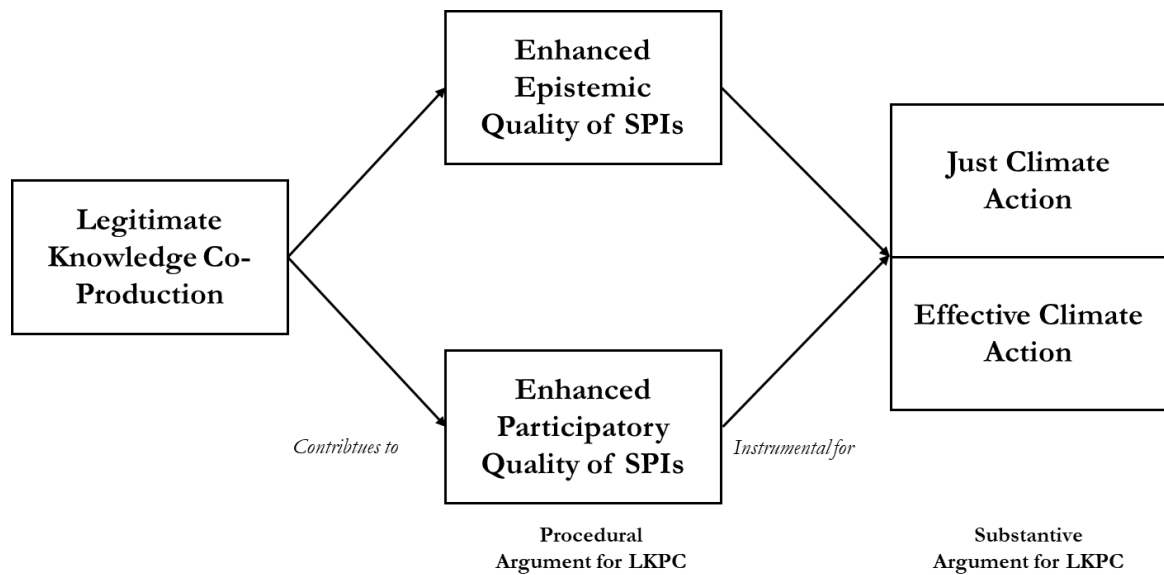 Enhanced
Epistemic
Quality of SPIs
Legitimate
Knowledge Co-
Production
Just Climate
Action
Effective Climate
Action
Enhanced
Participatory
Quality of SPIs
Contribtues to
Instrumental for
Procedural
Argument for LKPC
Substantive
Argument for LKPC